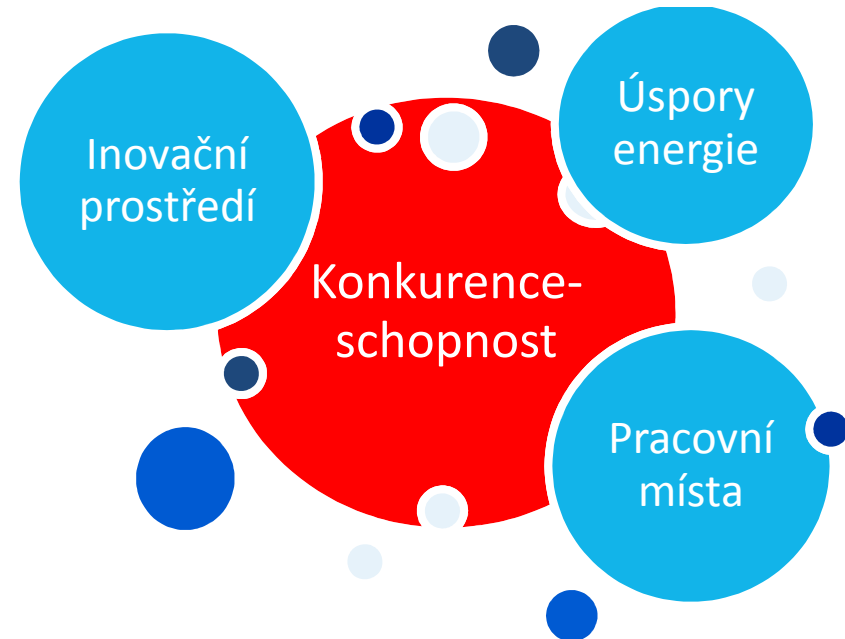 Inovační
prostředí
Úspory
energie
Konkurence-
schopnost
Pracovní
místa